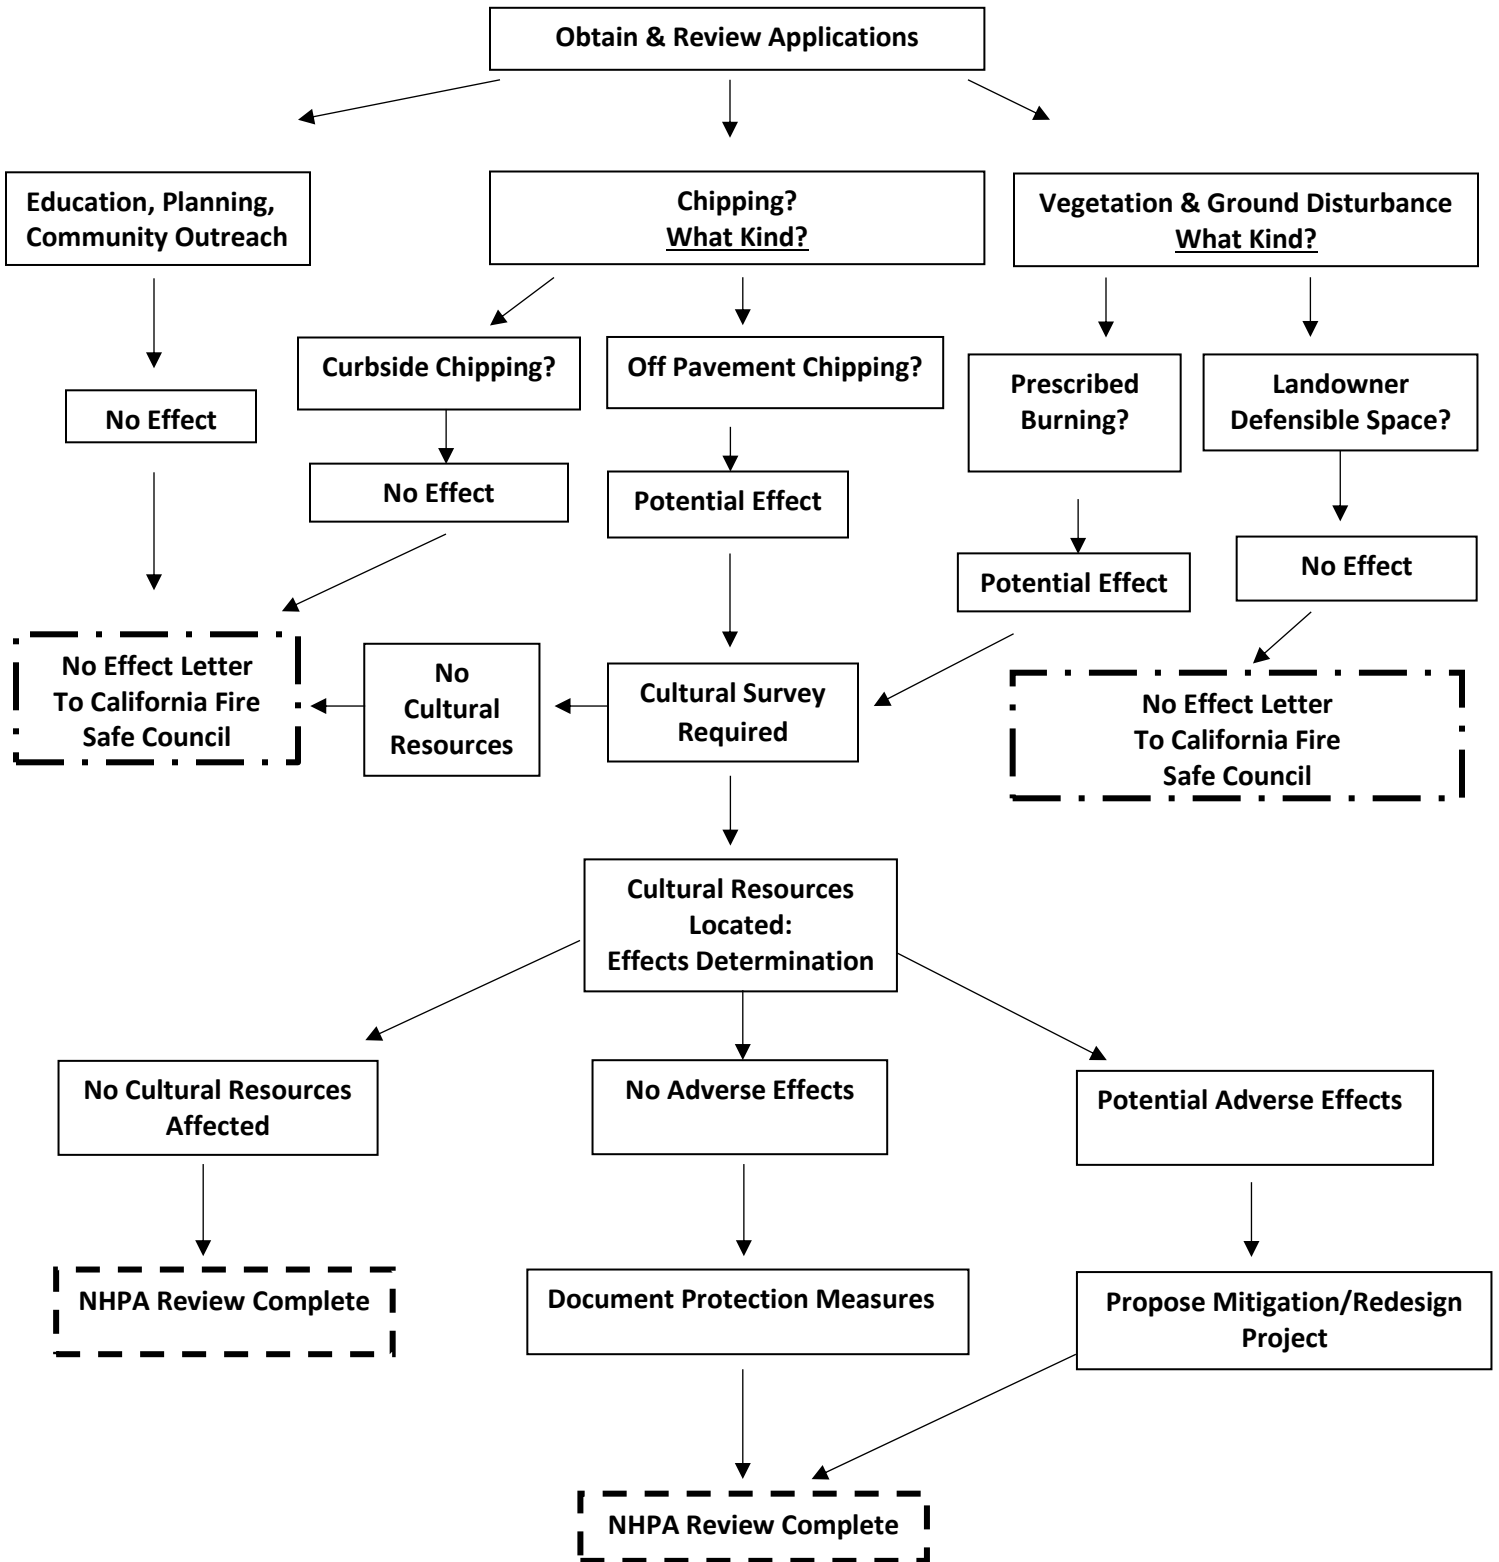 Obtain & Review Applications
Education, Planning,
Community Outreach
Chipping?
What Kind?
Vegetation & Ground Disturbance
What Kind?
Curbside Chipping?
Off Pavement Chipping?
Prescribed
Burning?
Landowner
Defensible Space?
No Effect
No Effect
Potential Effect
Potential Effect
No Effect
No Effect Letter
To California Fire
Safe Council
No
Cultural
Resources
Cultural Survey
Required
No Effect Letter
To California Fire
Safe Council
Cultural Resources
Located:
Effects Determination
No Cultural Resources
Affected
No Adverse Effects
Potential Adverse Effects
NHPA Review Complete
Document Protection Measures
Propose Mitigation/Redesign
Project
NHPA Review Complete